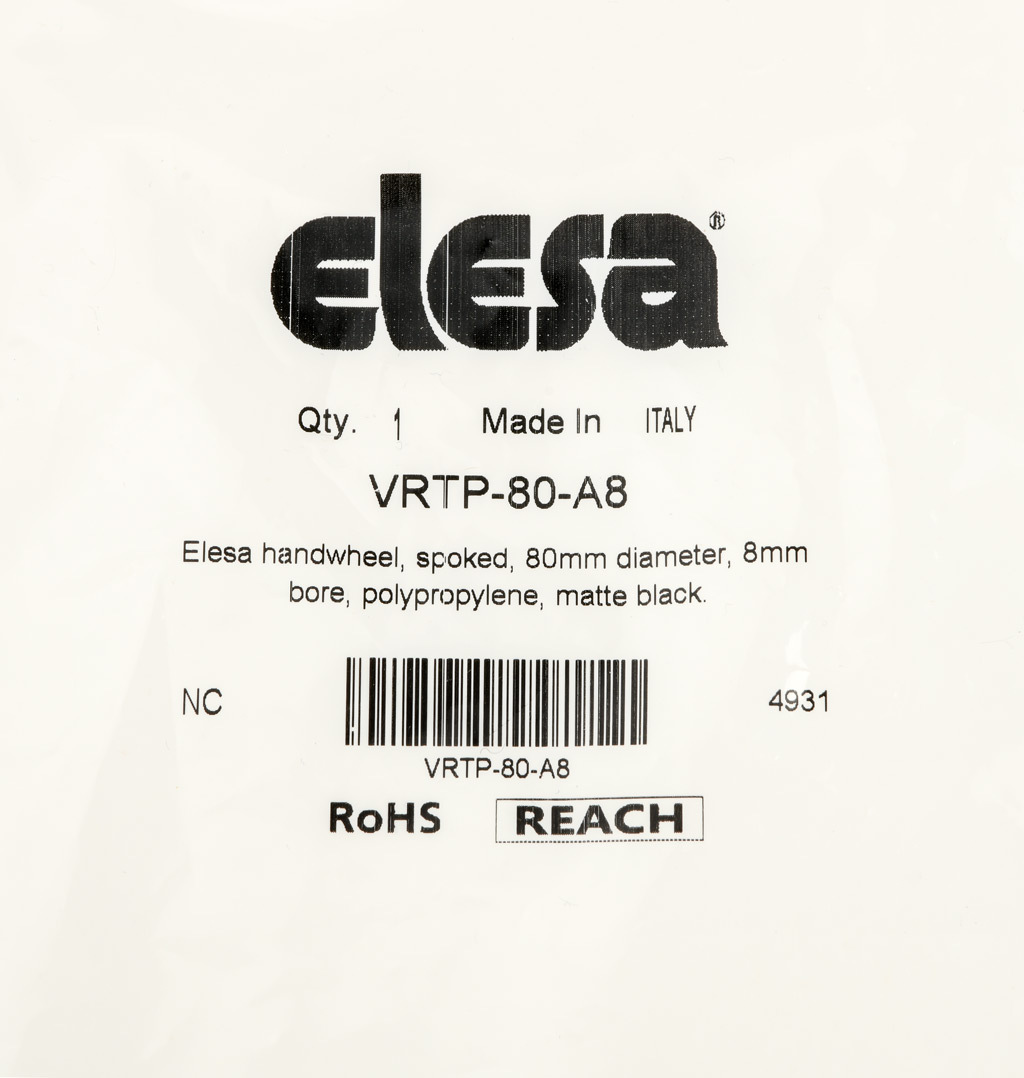 elesa®
Qty. 1 Made In ITALY
VRTP-80-A8
Elesa handwheel, spoked, 80mm diameter, 8mm
bore, polypropylene, matte black.
NC 4931
VRTP-80-A8
RoHS REACH